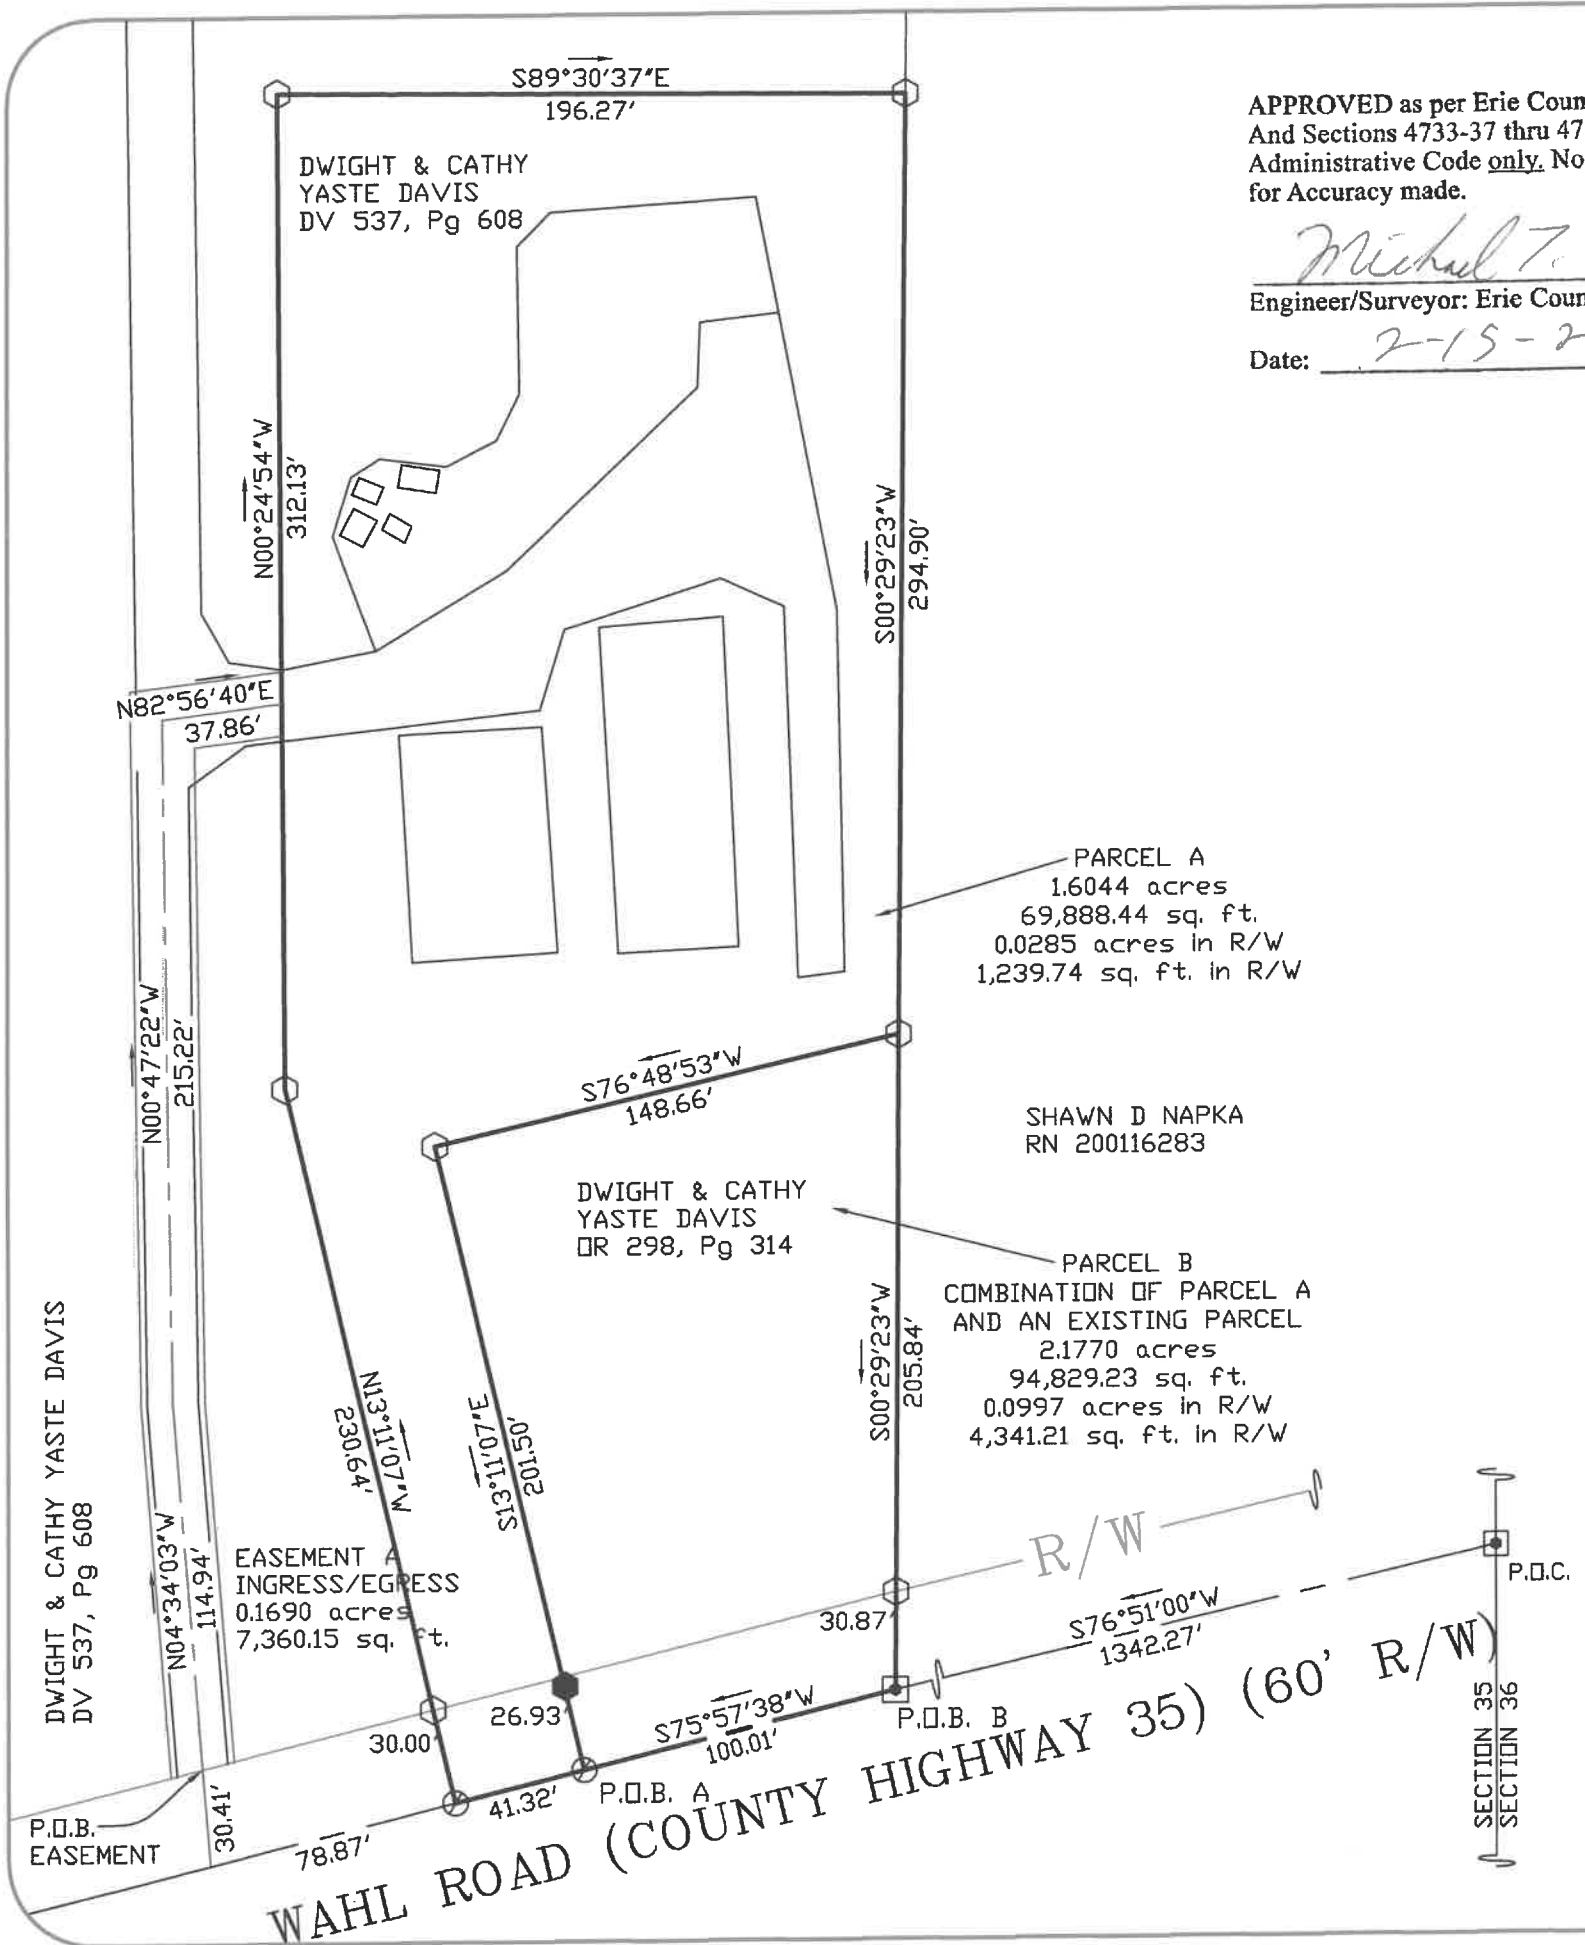 S89°30'37"E
196.27'
DWIGHT & CATHY
YASTE DAVIS
DV 537, Pg 608
APPROVED as per Erie Coun
And Sections 4733-37 thru 47
Administrative Code only. No
for Accuracy made.
Michael T.
Engineer/Surveyor: Erie Coun
Date: 2-15-2
N00°24'54"W
312.13'
S00°29'23"W
294.90'
N82°56'40"E
37.86'
PARCEL A
1.6044 acres
69,888.44 sq. ft.
0.0285 acres in R/W
1,239.74 sq. ft. in R/W
N00°47'22"W
215.22'
S76°48'53"W
148.66'
SHAWN D NAPKA
RN 200116283
DWIGHT & CATHY
YASTE DAVIS
OR 298, Pg 314
PARCEL B
COMBINATION OF PARCEL A
AND AN EXISTING PARCEL
2.1770 acres
94,829.23 sq. ft.
0.0997 acres in R/W
4,341.21 sq. ft. in R/W
S00°29'23"W
205.84'
DWIGHT & CATHY YASTE DAVIS
DV 537, Pg 608
N13°11'07"W
230.64'
S13°11'07"E
201.50'
N04°34'03"W
114.94'
EASEMENT A
INGRESS/EGRESS
0.1690 acres
7,360.15 sq. ft.
R/W
P.O.C.
30.87'
S76°51'00"W
1342.27'
SECTION 35
SECTION 36
30.00'
26.93'
S75°57'38"W
100.01'
P.O.B. B
P.O.B. A
41.32'
P.O.B.
EASEMENT
30.41'
78.87'
WAHL ROAD (COUNTY HIGHWAY 35) (60' R/W)